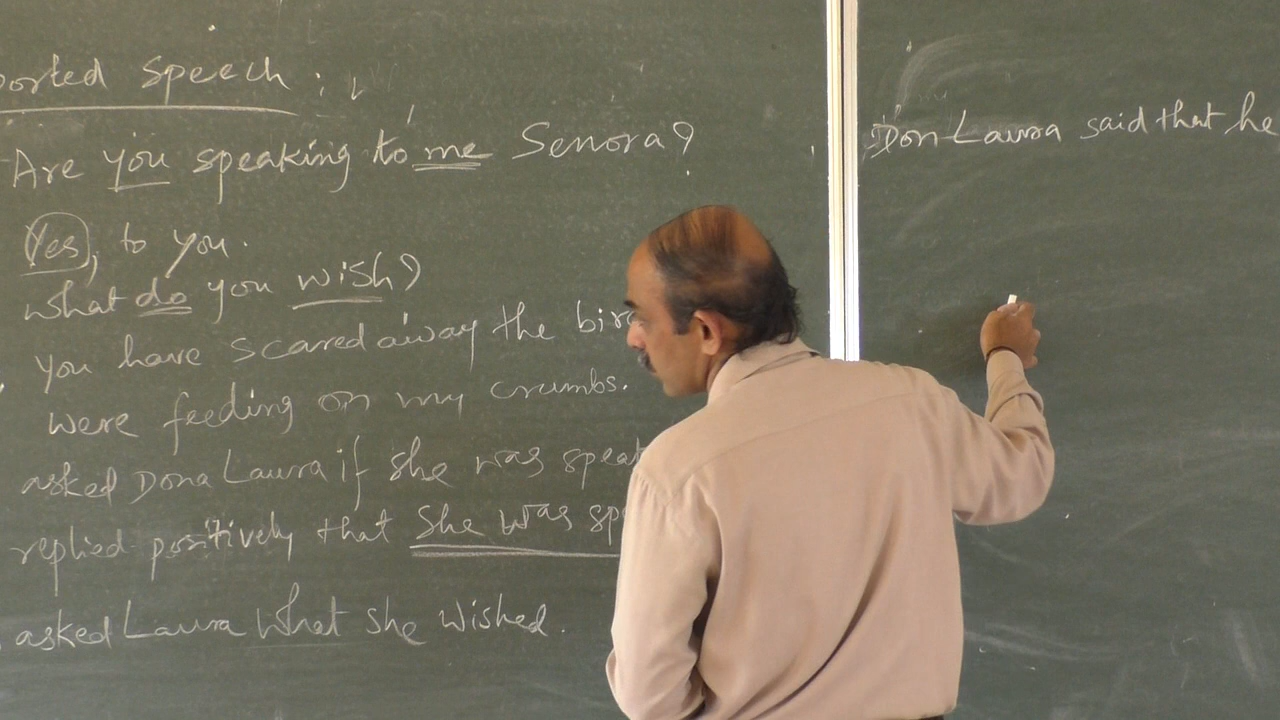 ported Speech :
Are you speaking to me Senora?
Yes, to you.
What do you wish?
you have scared away the bird
were feeding on my crumbs.
asked Dona Laura if she was speak
replied positively that she was sp
asked Laura what she wished.
Don Laura said that he